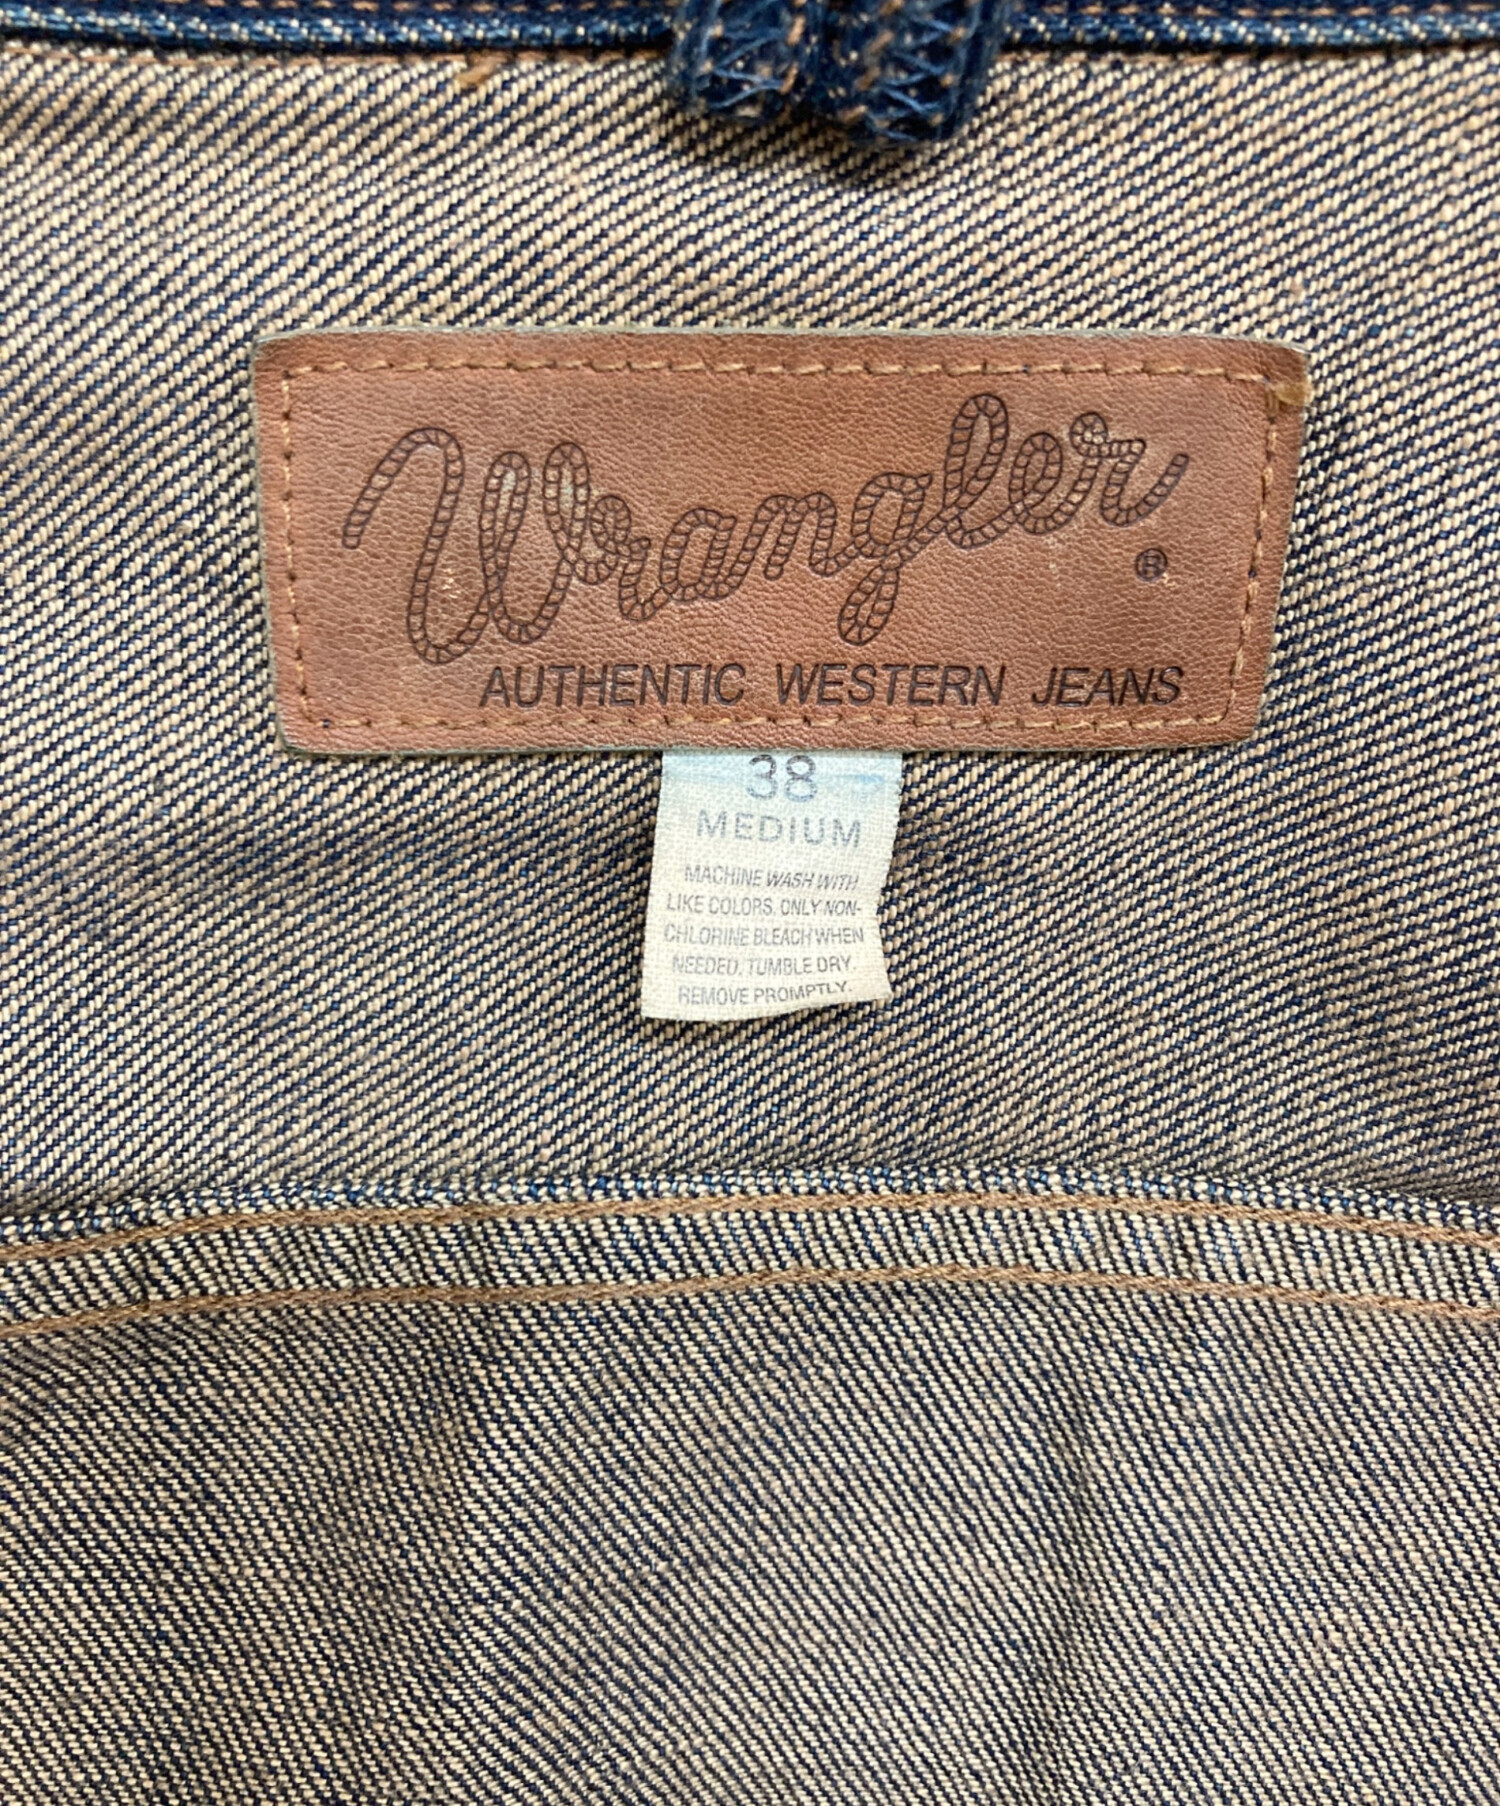 Wrangler®
AUTHENTIC WESTERN JEANS
38
MEDIUM
MACHINE WASH WITH
LIKE COLORS. ONLY NON-
CHLORINE BLEACH WHEN
NEEDED. TUMBLE DRY.
REMOVE PROMPTLY.